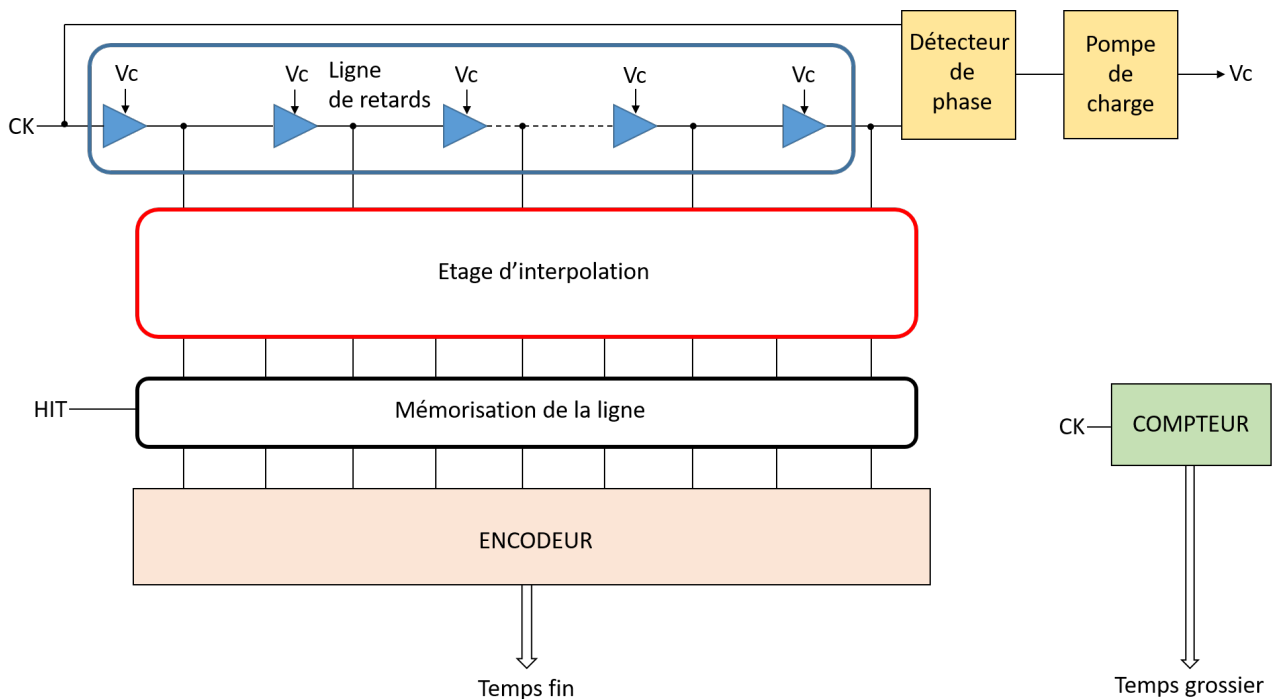 Détecteur
de
phase
Pompe
de
charge
Vc
Vc
Vc
Ligne
de retards
Vc
Vc
Vc
CK
Etage d'interpolation
HIT
Mémorisation de la ligne
CK
COMPTEUR
ENCODEUR
Temps fin
Temps grossier